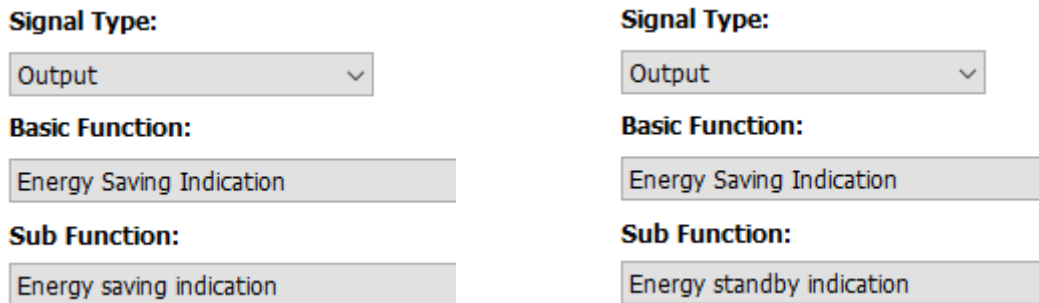 Signal Type:
Output
Basic Function:
Energy Saving Indication
Sub Function:
Energy saving indication
Signal Type:
Output
Basic Function:
Energy Saving Indication
Sub Function:
Energy standby indication